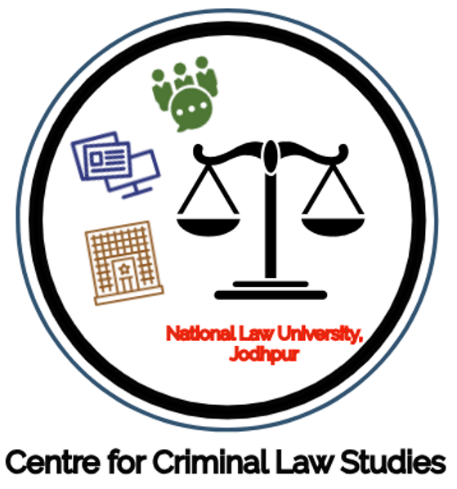 National Law University,
Jodhpur
Centre for Criminal Law Studies